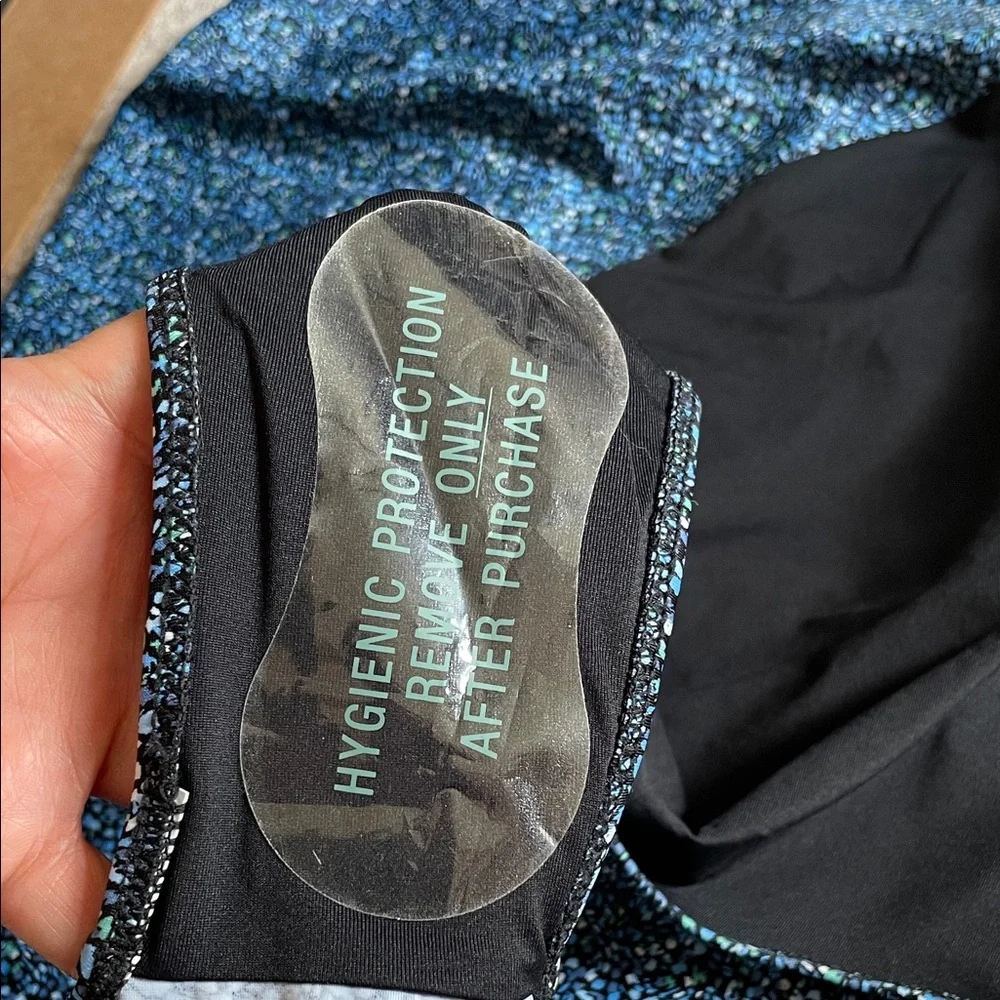 HYGIENIC PROTECTION
REMOVE ONLY
AFTER PURCHASE